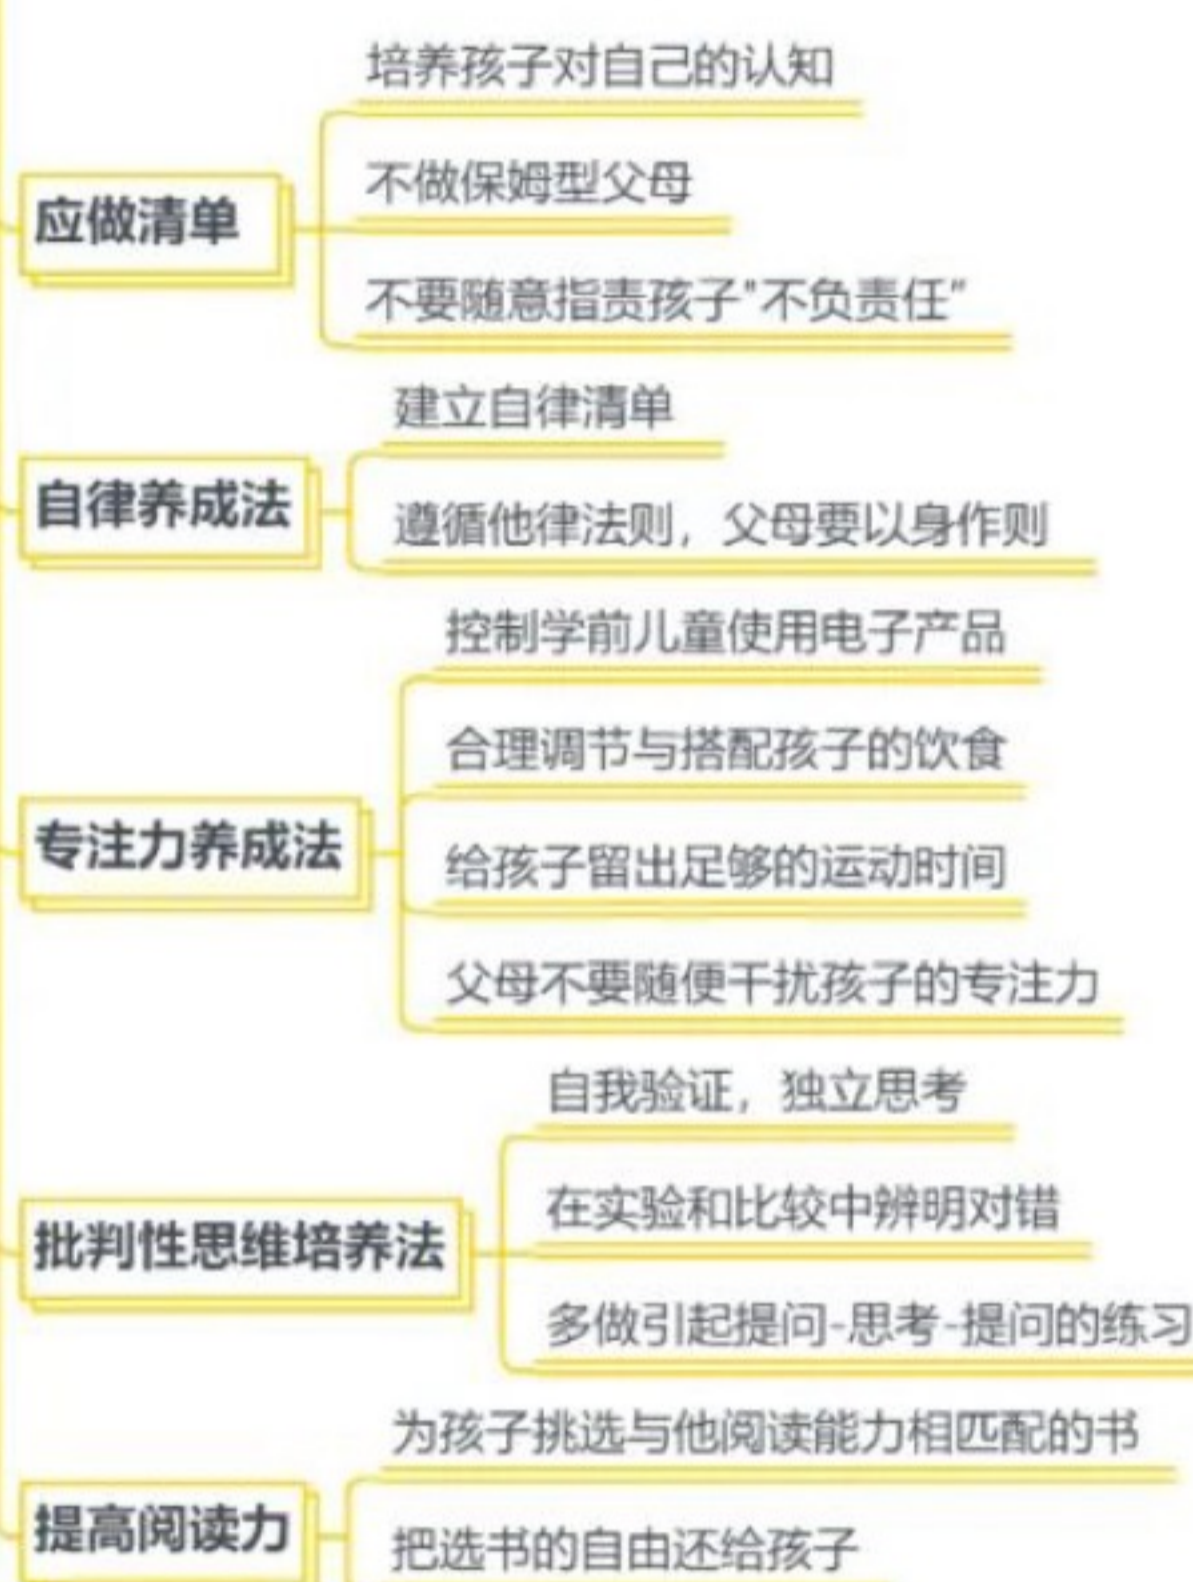 应做清单
培养孩子对自己的认知
不做保姆型父母
不要随意指责孩子"不负责任"
自律养成法
建立自律清单
遵循他律法则，父母要以身作则
专注力养成法
控制学前儿童使用电子产品
合理调节与搭配孩子的饮食
给孩子留出足够的运动时间
父母不要随便干扰孩子的专注力
批判性思维培养法
自我验证，独立思考
在实验和比较中辨明对错
多做引起提问-思考-提问的练习
提高阅读力
为孩子挑选与他阅读能力相匹配的书
把选书的自由还给孩子